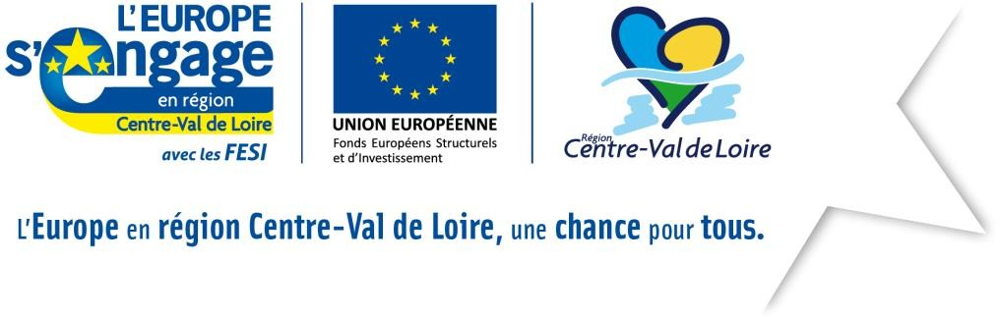 L'EUROPE
s'engage
en région
Centre-Val de Loire
avec les FESI
UNION EUROPÉENNE
Fonds Européens Structurels
et d'Investissement
Région
Centre-Val de Loire
L'Europe en région Centre-Val de Loire, une chance pour tous.